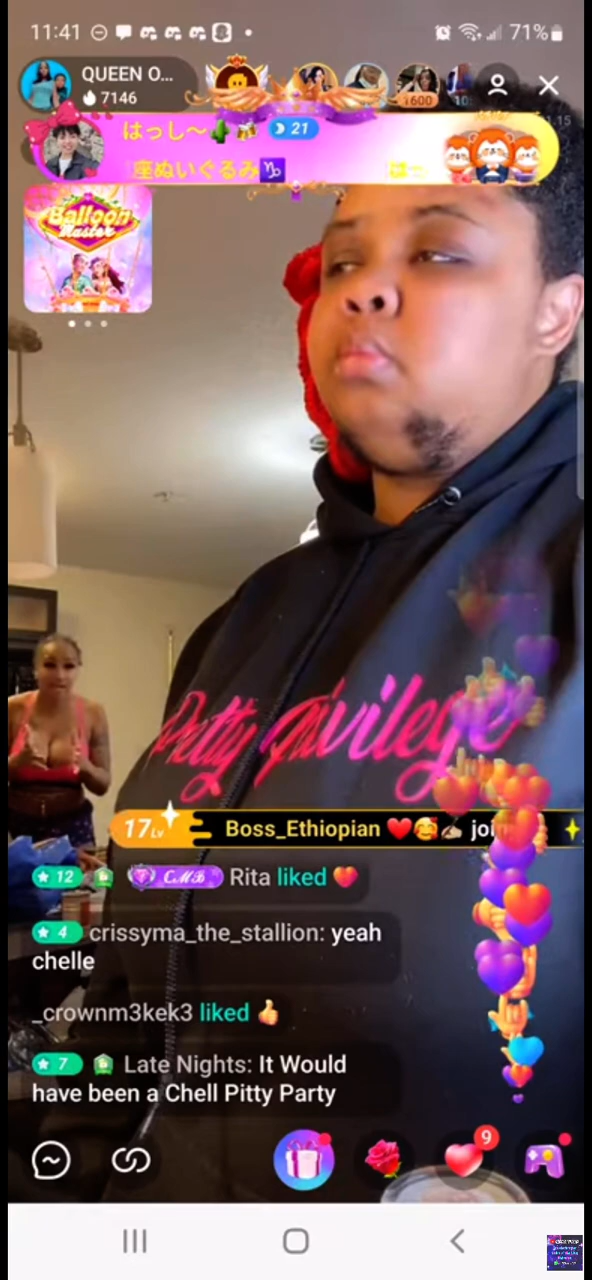 11:41
71%
QUEEN O...
7146
1600
はっし〜
21
座ぬいぐるみ
Balloon
Master
Petty Privilege
17Lv
Boss_Ethiopian
12
CMB
Rita liked
4
crissyma_the_stallion: yeah
chelle
_crownm3kek3 liked
7
Late Nights: It Would
have been a Chell Pitty Party
9